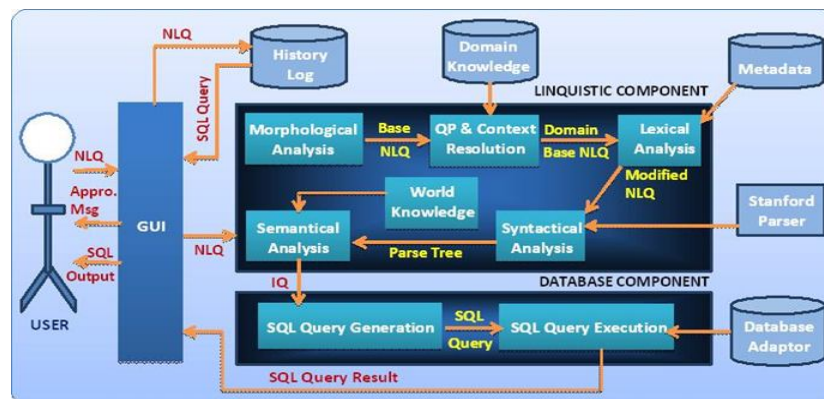 NLQ
History
Log
Domain
Knowledge
Metadata
SQL Query
LINQUISTIC COMPONENT
Morphological
Analysis
Base
NLQ
QP & Context
Resolution
Domain
Base NLQ
Lexical
Analysis
NLQ
Appro.
Msg
SQL
Output
USER
GUI
NLQ
World
Knowledge
Modified
NLQ
Stanford
Parser
Semantical
Analysis
Parse Tree
Syntactical
Analysis
IQ
DATABASE COMPONENT
SQL Query Generation
SQL
Query
SQL Query Execution
Database
Adaptor
SQL Query Result